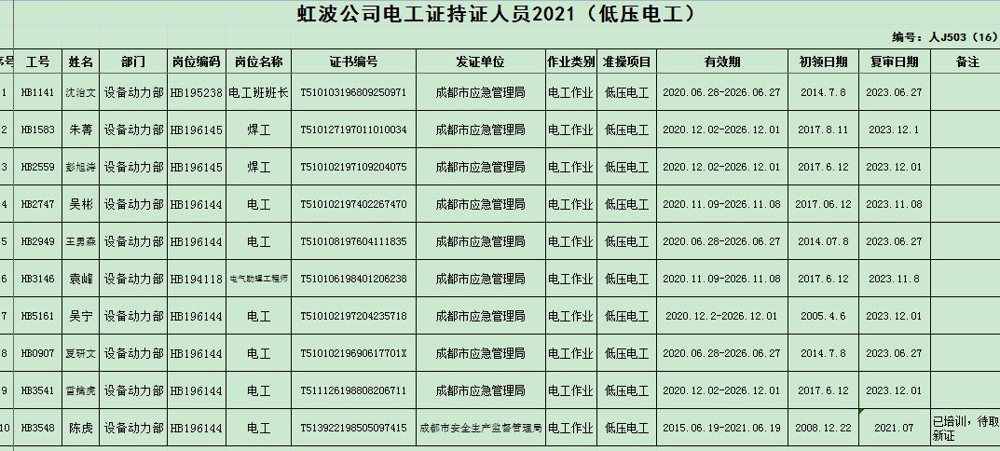 虹波公司电工证持证人员2021（低压电工）
编号：人J503（16）
序号 工号 姓名 部门 岗位编码 岗位名称 证书编号 发证单位 作业类别 准操项目 有效期 初领日期 复审日期 备注
1 HB1141 沈治文 设备动力部 HB195238 电工班班长 T510103196809250971 成都市应急管理局 电工作业 低压电工 2020.06.28-2026.06.27 2014.7.8 2023.06.27
2 HB1583 朱菁 设备动力部 HB196145 焊工 T510127197011010034 成都市应急管理局 电工作业 低压电工 2020.12.02-2026.12.01 2017.8.11 2023.12.1
3 HB2559 彭旭涛 设备动力部 HB196145 焊工 T510102197109204075 成都市应急管理局 电工作业 低压电工 2020.12.02-2026.12.01 2017.6.12 2023.12.01
4 HB2747 吴彬 设备动力部 HB196144 电工 T510102197402267470 成都市应急管理局 电工作业 低压电工 2020.11.09-2026.11.08 2017.06.12 2023.11.08
5 HB2949 王勇森 设备动力部 HB196144 电工 T510108197604111835 成都市应急管理局 电工作业 低压电工 2020.06.28-2026.06.27 2014.07.8 2023.06.27
6 HB3146 袁峰 设备动力部 HB194118 电气助理工程师 T510106198401206238 成都市应急管理局 电工作业 低压电工 2020.11.09-2026.11.08 2017.6.12 2023.11.8
7 HB5161 吴宁 设备动力部 HB196144 电工 T510102197204235718 成都市应急管理局 电工作业 低压电工 2020.12.2-2026.12.01 2005.4.6 2023.12.01
8 HB0907 夏研文 设备动力部 HB196144 电工 T51010219690617701X 成都市应急管理局 电工作业 低压电工 2020.06.28-2026.06.27 2014.7.8 2023.06.27
9 HB3541 雷擒虎 设备动力部 HB196144 电工 T511126198808206711 成都市应急管理局 电工作业 低压电工 2020.12.02-2026.12.01 2017.6.12 2023.12.01
10 HB3548 陈虎 设备动力部 HB196144 电工 T513922198505097415 成都市安全生产监督管理局 电工作业 低压电工 2015.06.19-2021.06.19 2008.12.22 2021.07 已培训，待取
新证